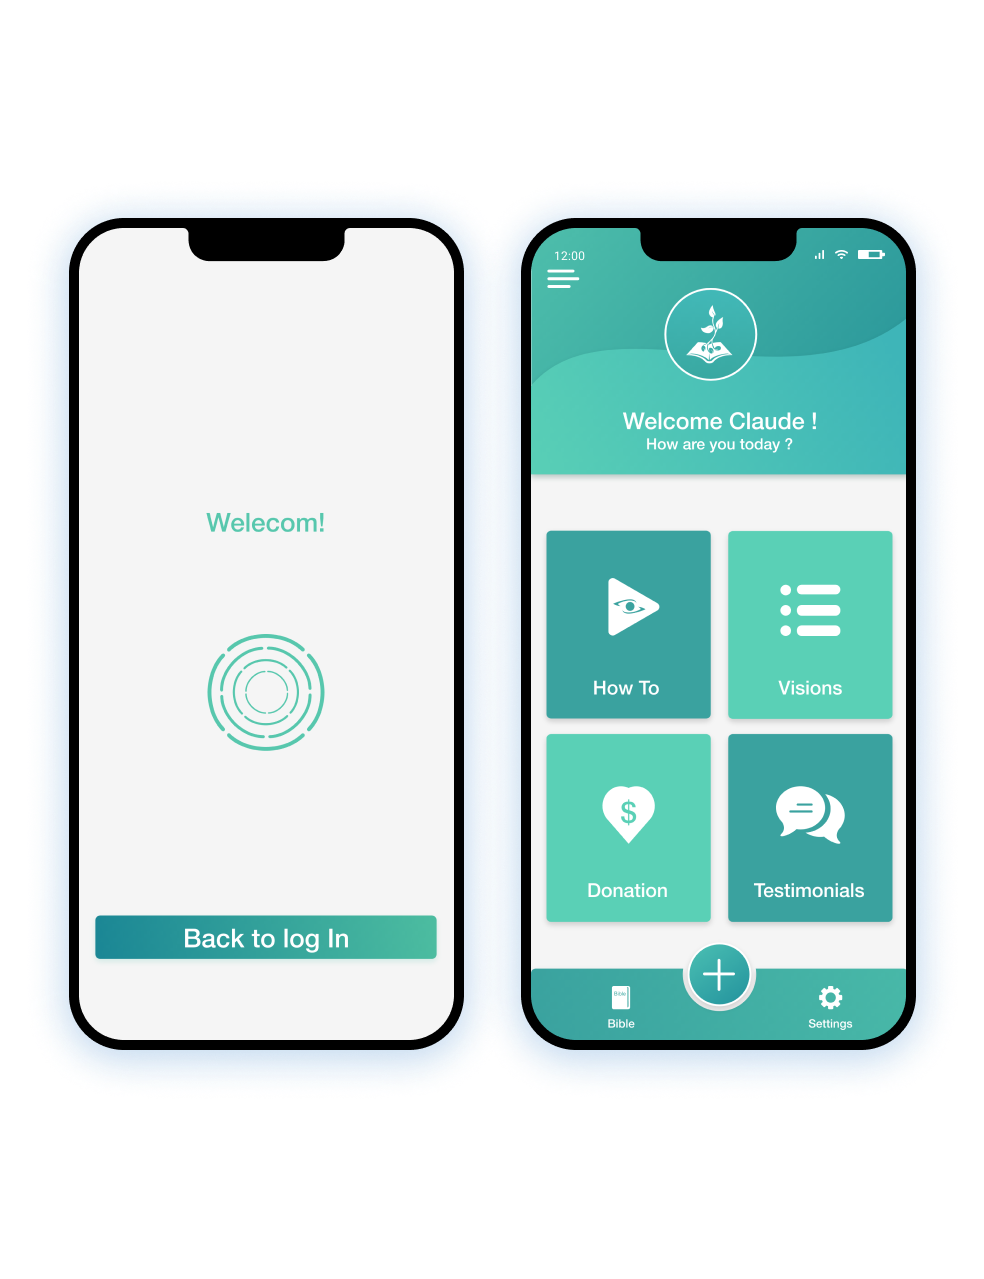 Welecom!
Back to log In
12:00
Welcome Claude !
How are you today ?
How To
Visions
$
Donation
Testimonials
Bible
Bible
Settings